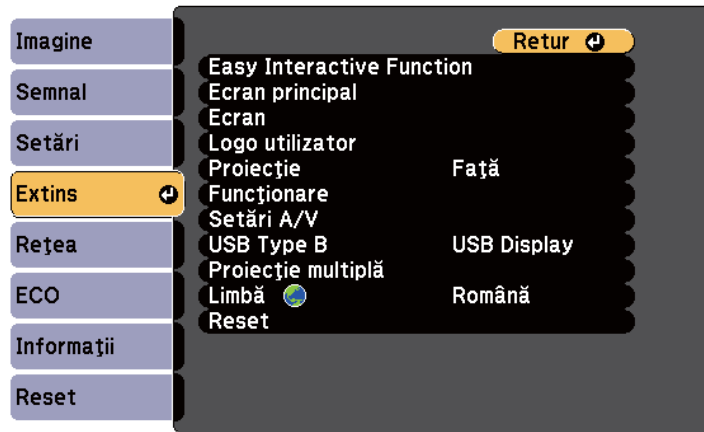 Imagine
Semnal
Setări
Extins
Reţea
ECO
Informaţii
Reset
Retur
Easy Interactive Function
Ecran principal
Ecran
Logo utilizator
Proiecţie Faţă
Funcţionare
Setări A/V
USB Type B USB Display
Proiecţie multiplă
Limbă Română
Reset